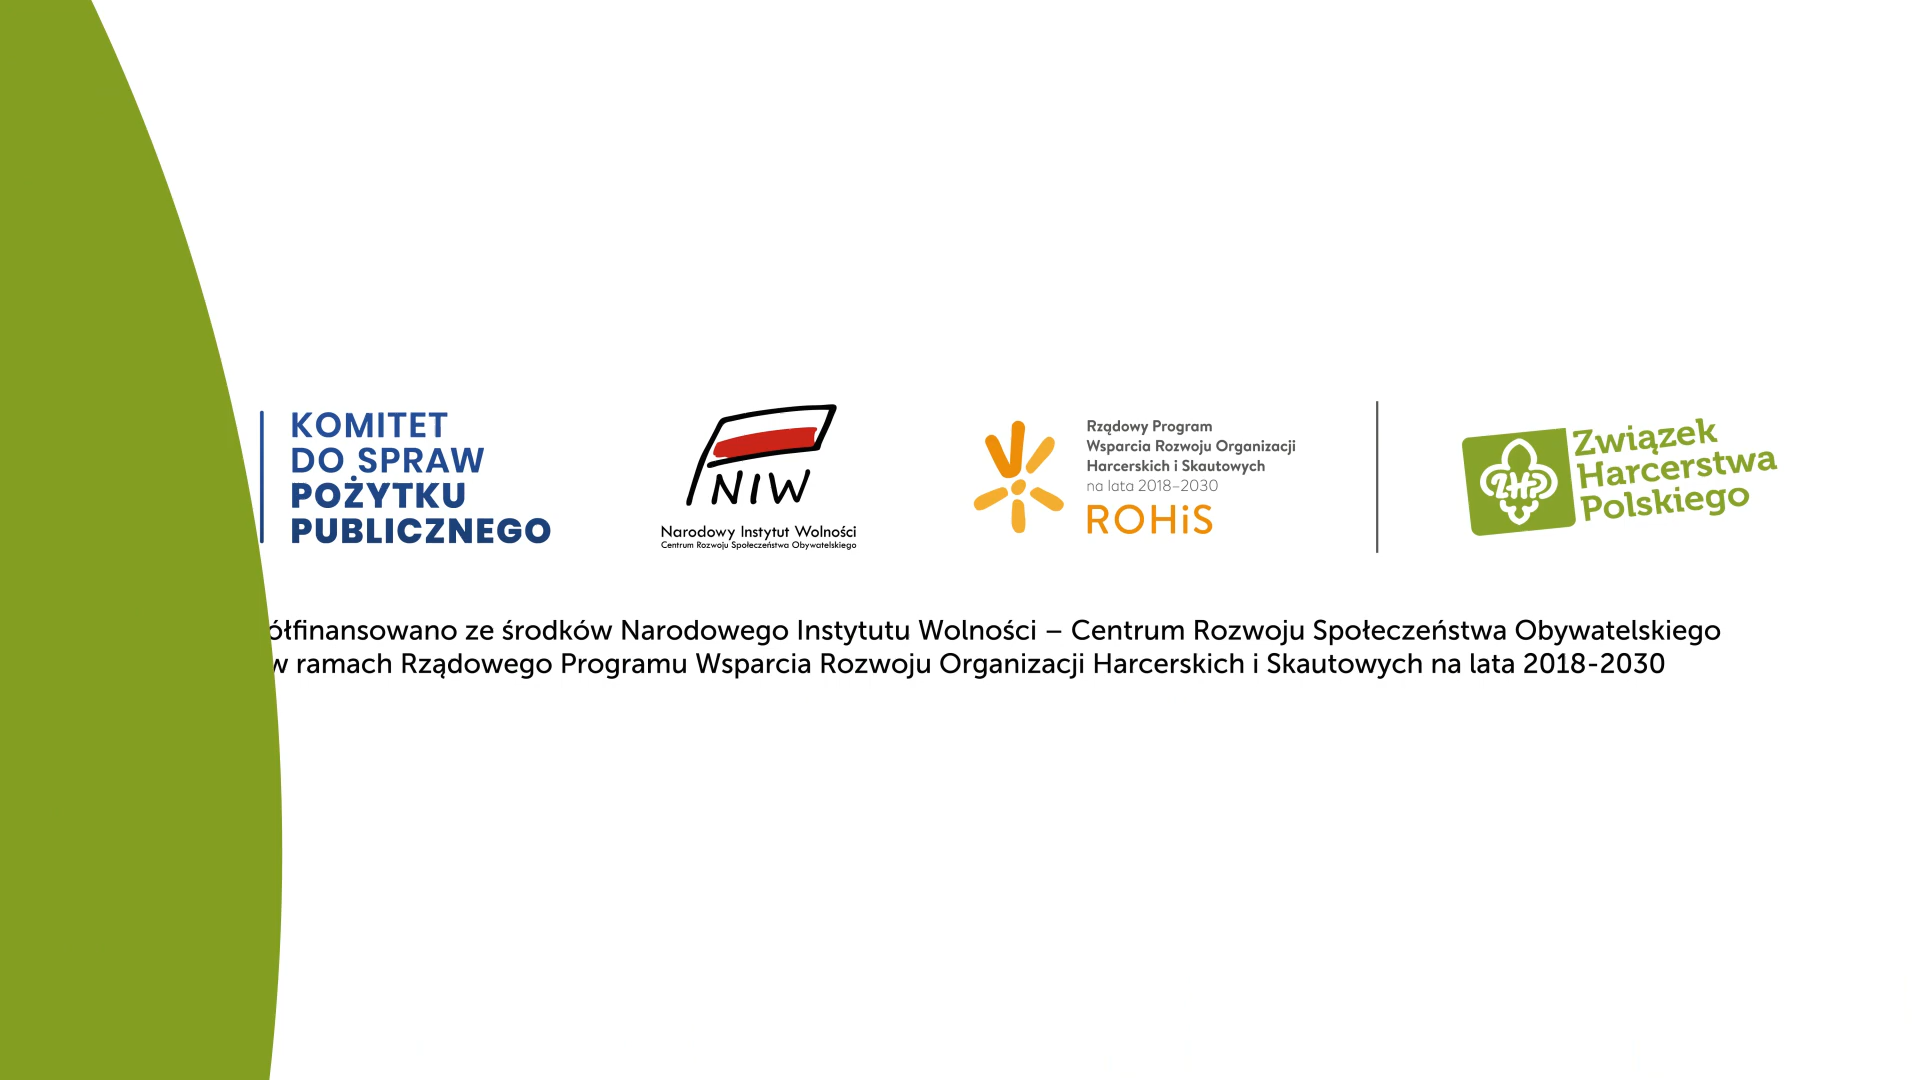 KOMITET
DO SPRAW
POŻYTKU
PUBLICZNEGO
NIW
Narodowy Instytut Wolności
Centrum Rozwoju Społeczeństwa Obywatelskiego
Rządowy Program
Wsparcia Rozwoju Organizacji
Harcerskich i Skautowych
na lata 2018–2030
ROHiS
ZHP
Związek
Harcerstwa
Polskiego
ółfinansowano ze środków Narodowego Instytutu Wolności – Centrum Rozwoju Społeczeństwa Obywatelskiego
w ramach Rządowego Programu Wsparcia Rozwoju Organizacji Harcerskich i Skautowych na lata 2018-2030